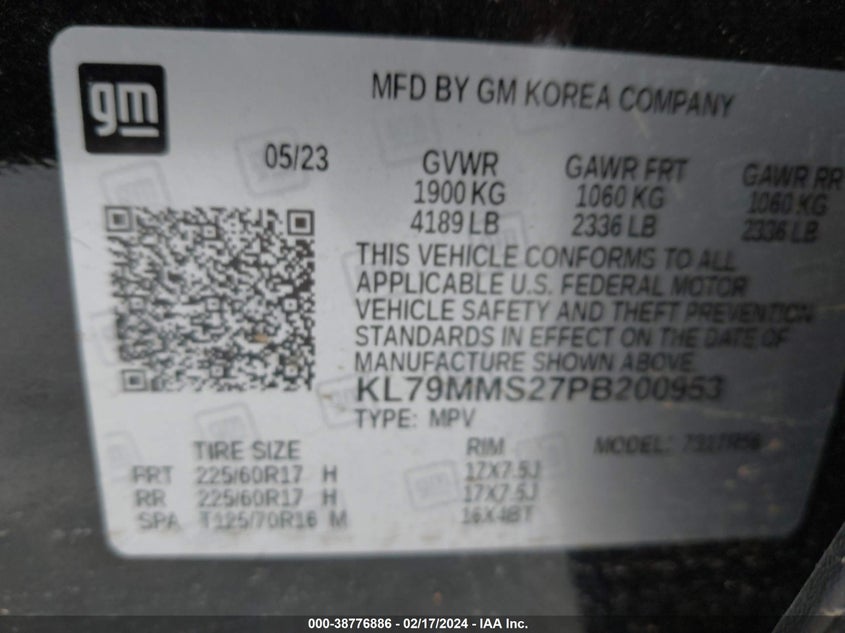 gm
MFD BY GM KOREA COMPANY
05/23
GVWR GAWR FRT GAWR RR
1900 KG 1060 KG 1060 KG
4189 LB 2336 LB 2336 LB
THIS VEHICLE CONFORMS TO ALL
APPLICABLE U.S. FEDERAL MOTOR
VEHICLE SAFETY AND THEFT PREVENTION
STANDARDS IN EFFECT ON THE DATE OF
MANUFACTURE SHOWN ABOVE.
KL79MMS27PB200953
TYPE: MPV
TIRE SIZE RIM MODEL:
FRT 225/60R17 H 17X7.5J
RR 225/60R17 H 17X7.5J
SPA T125/70R16 M 16X4BT
000-38776886 - 02/17/2024 - IAA Inc.